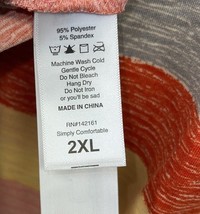 95% Polyester
5% Spandex
Machine Wash Cold
Gentle Cycle
Do Not Bleach
Hang Dry
Do Not Iron
or you'll be sad
MADE IN CHINA
RN#142161
Simply Comfortable
2XL